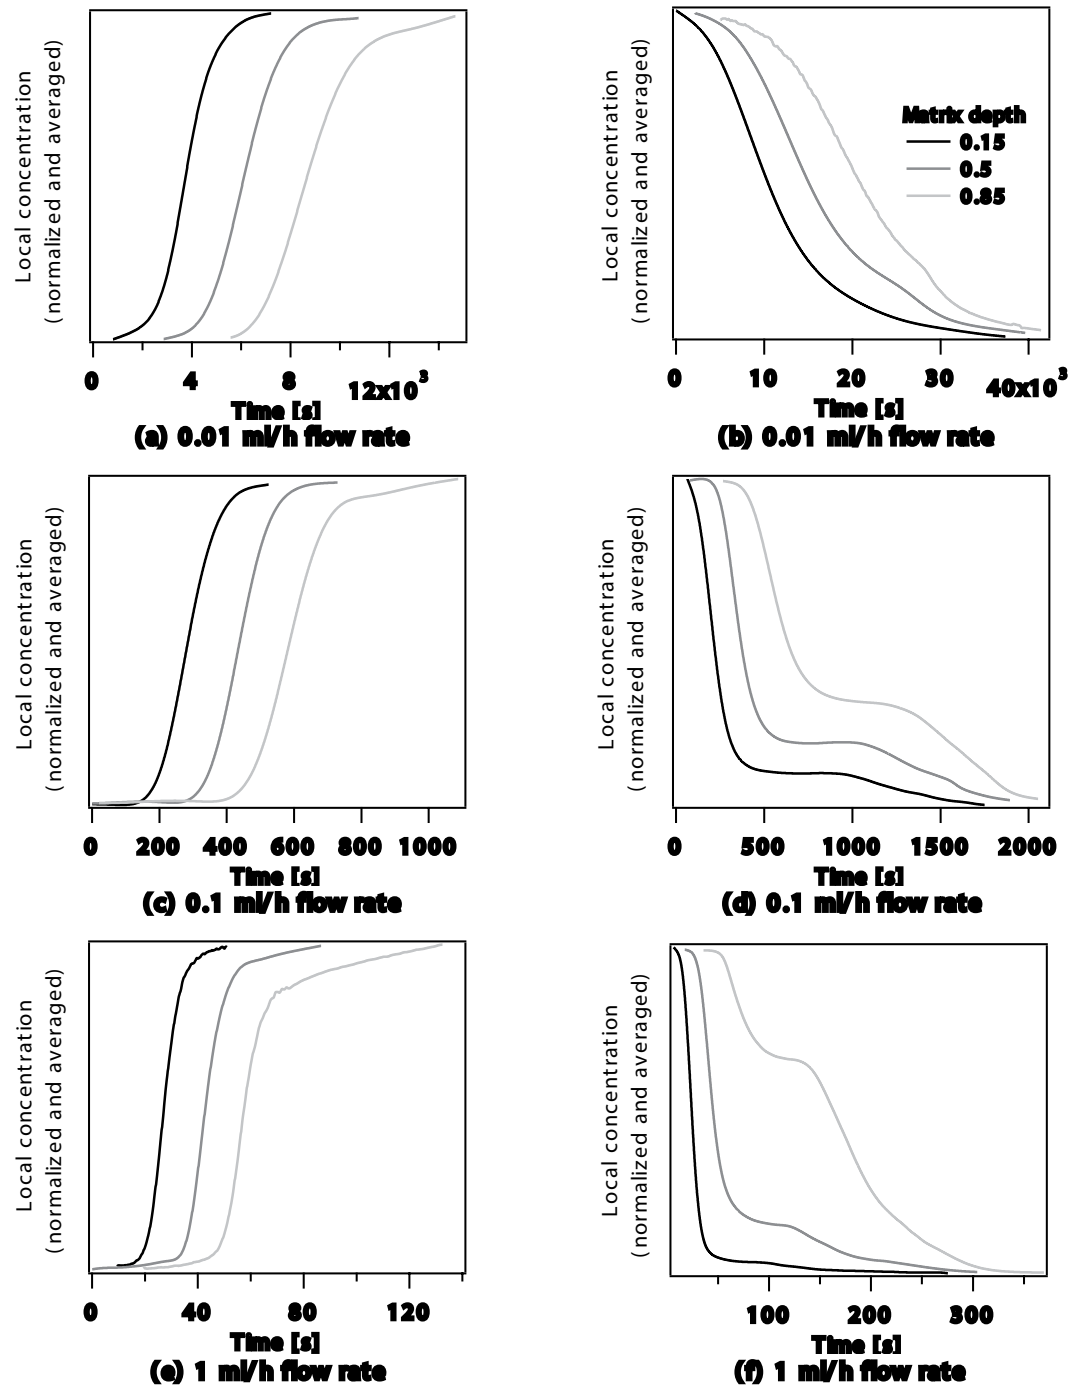 Local concentration
(normalized and averaged)
0 4 8 12x10³
Time [s]
(a) 0.01 ml/h flow rate
Local concentration
(normalized and averaged)
Matrix depth
0.15
0.5
0.85
0 10 20 30 40x10³
Time [s]
(b) 0.01 ml/h flow rate
Local concentration
(normalized and averaged)
0 200 400 600 800 1000
Time [s]
(c) 0.1 ml/h flow rate
Local concentration
(normalized and averaged)
0 500 1000 1500 2000
Time [s]
(d) 0.1 ml/h flow rate
Local concentration
(normalized and averaged)
0 40 80 120
Time [s]
(e) 1 ml/h flow rate
Local concentration
(normalized and averaged)
100 200 300
Time [s]
(f) 1 ml/h flow rate